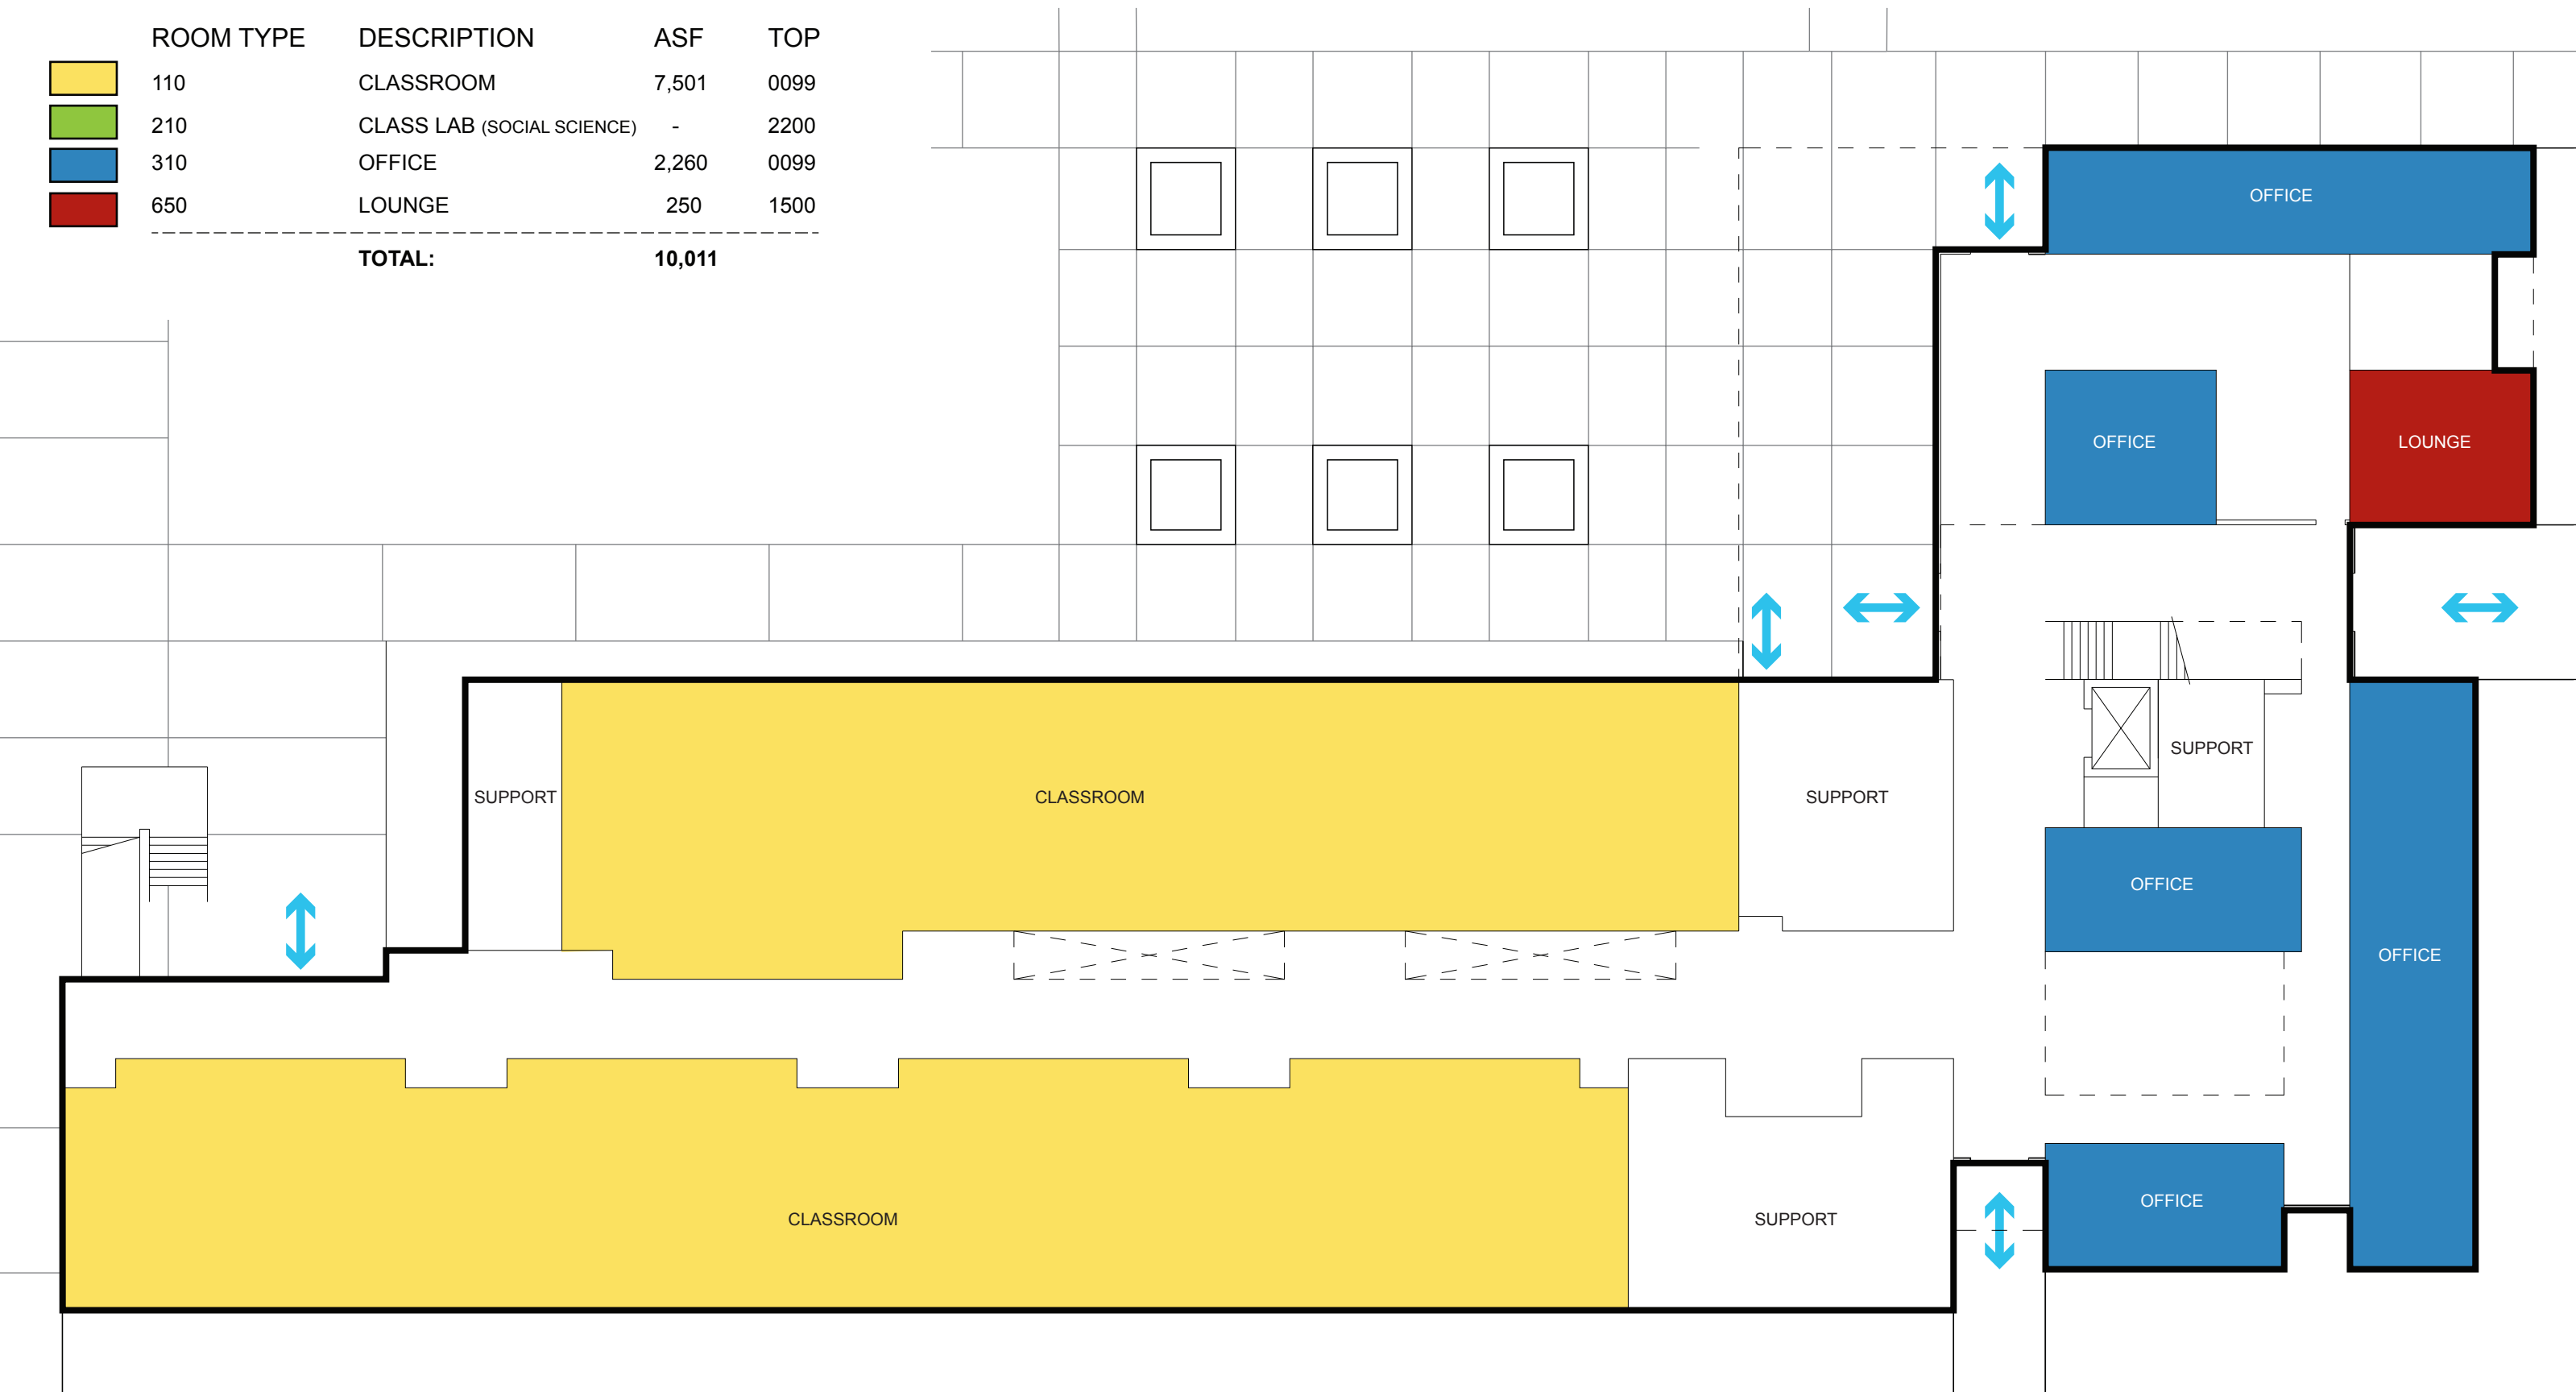 ROOM TYPE DESCRIPTION ASF TOP
110 CLASSROOM 7,501 0099
210 CLASS LAB (SOCIAL SCIENCE) - 2200
310 OFFICE 2,260 0099
650 LOUNGE 250 1500
TOTAL: 10,011
OFFICE
OFFICE
LOUNGE
SUPPORT
SUPPORT
CLASSROOM
SUPPORT
OFFICE
OFFICE
OFFICE
CLASSROOM
SUPPORT